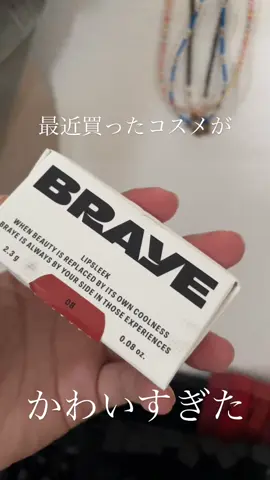 最近買ったコスメが
BRAYE
LIPSLEEK
WHEN BEAUTY IS REPLACED BY ITS OWN COOLNESS
BRAYE IS ALWAYS BY YOUR SIDE IN THOSE EXPERIENCES
2.3 g
08
0.08 oz.
かわいすぎた